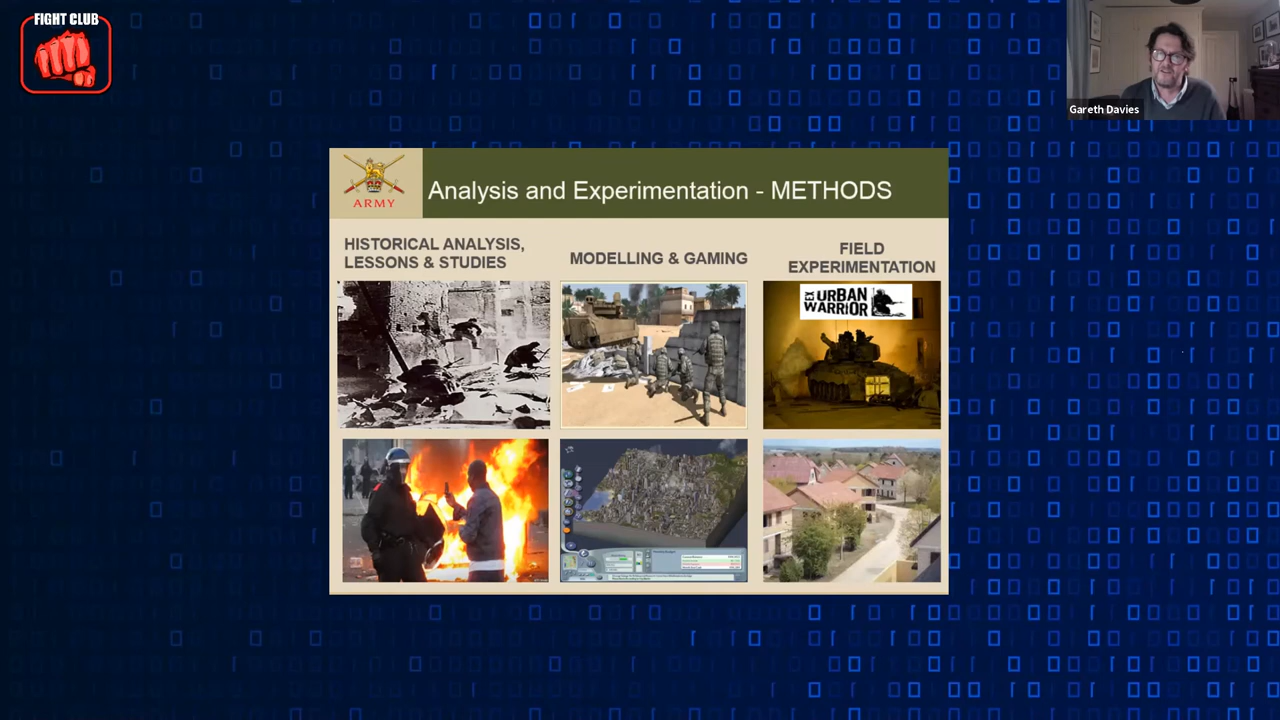 FIGHT CLUB
Gareth Davies
ARMY
Analysis and Experimentation - METHODS
HISTORICAL ANALYSIS,
LESSONS & STUDIES
MODELLING & GAMING
FIELD
EXPERIMENTATION
EX URBAN
WARRIOR